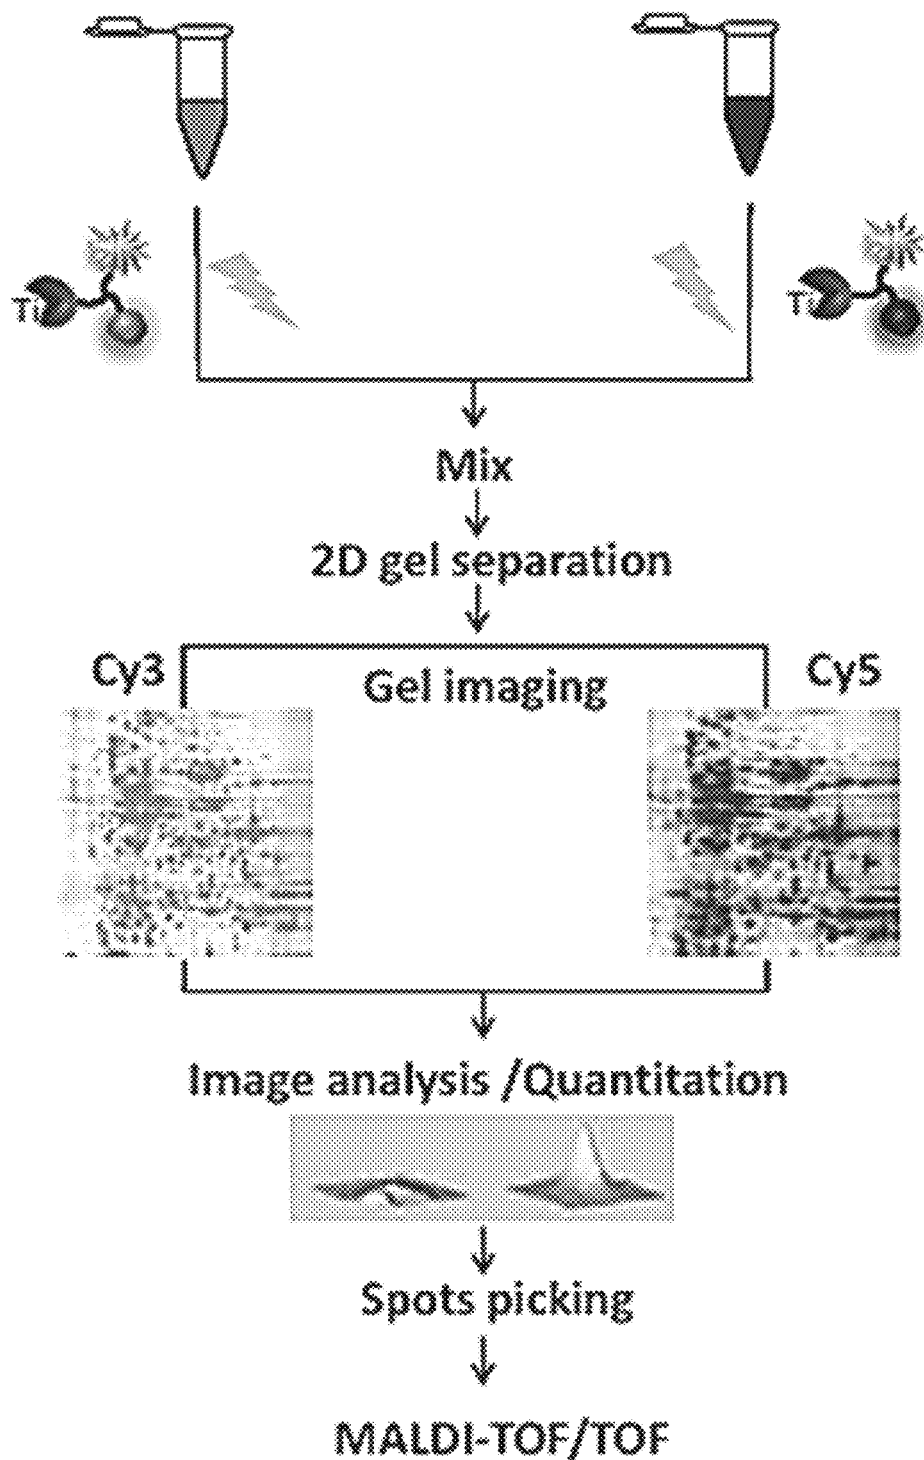 Ti
Ti
Mix
2D gel separation
Cy3
Gel imaging
Cy5
Image analysis /Quantitation
Spots picking
MALDI-TOF/TOF